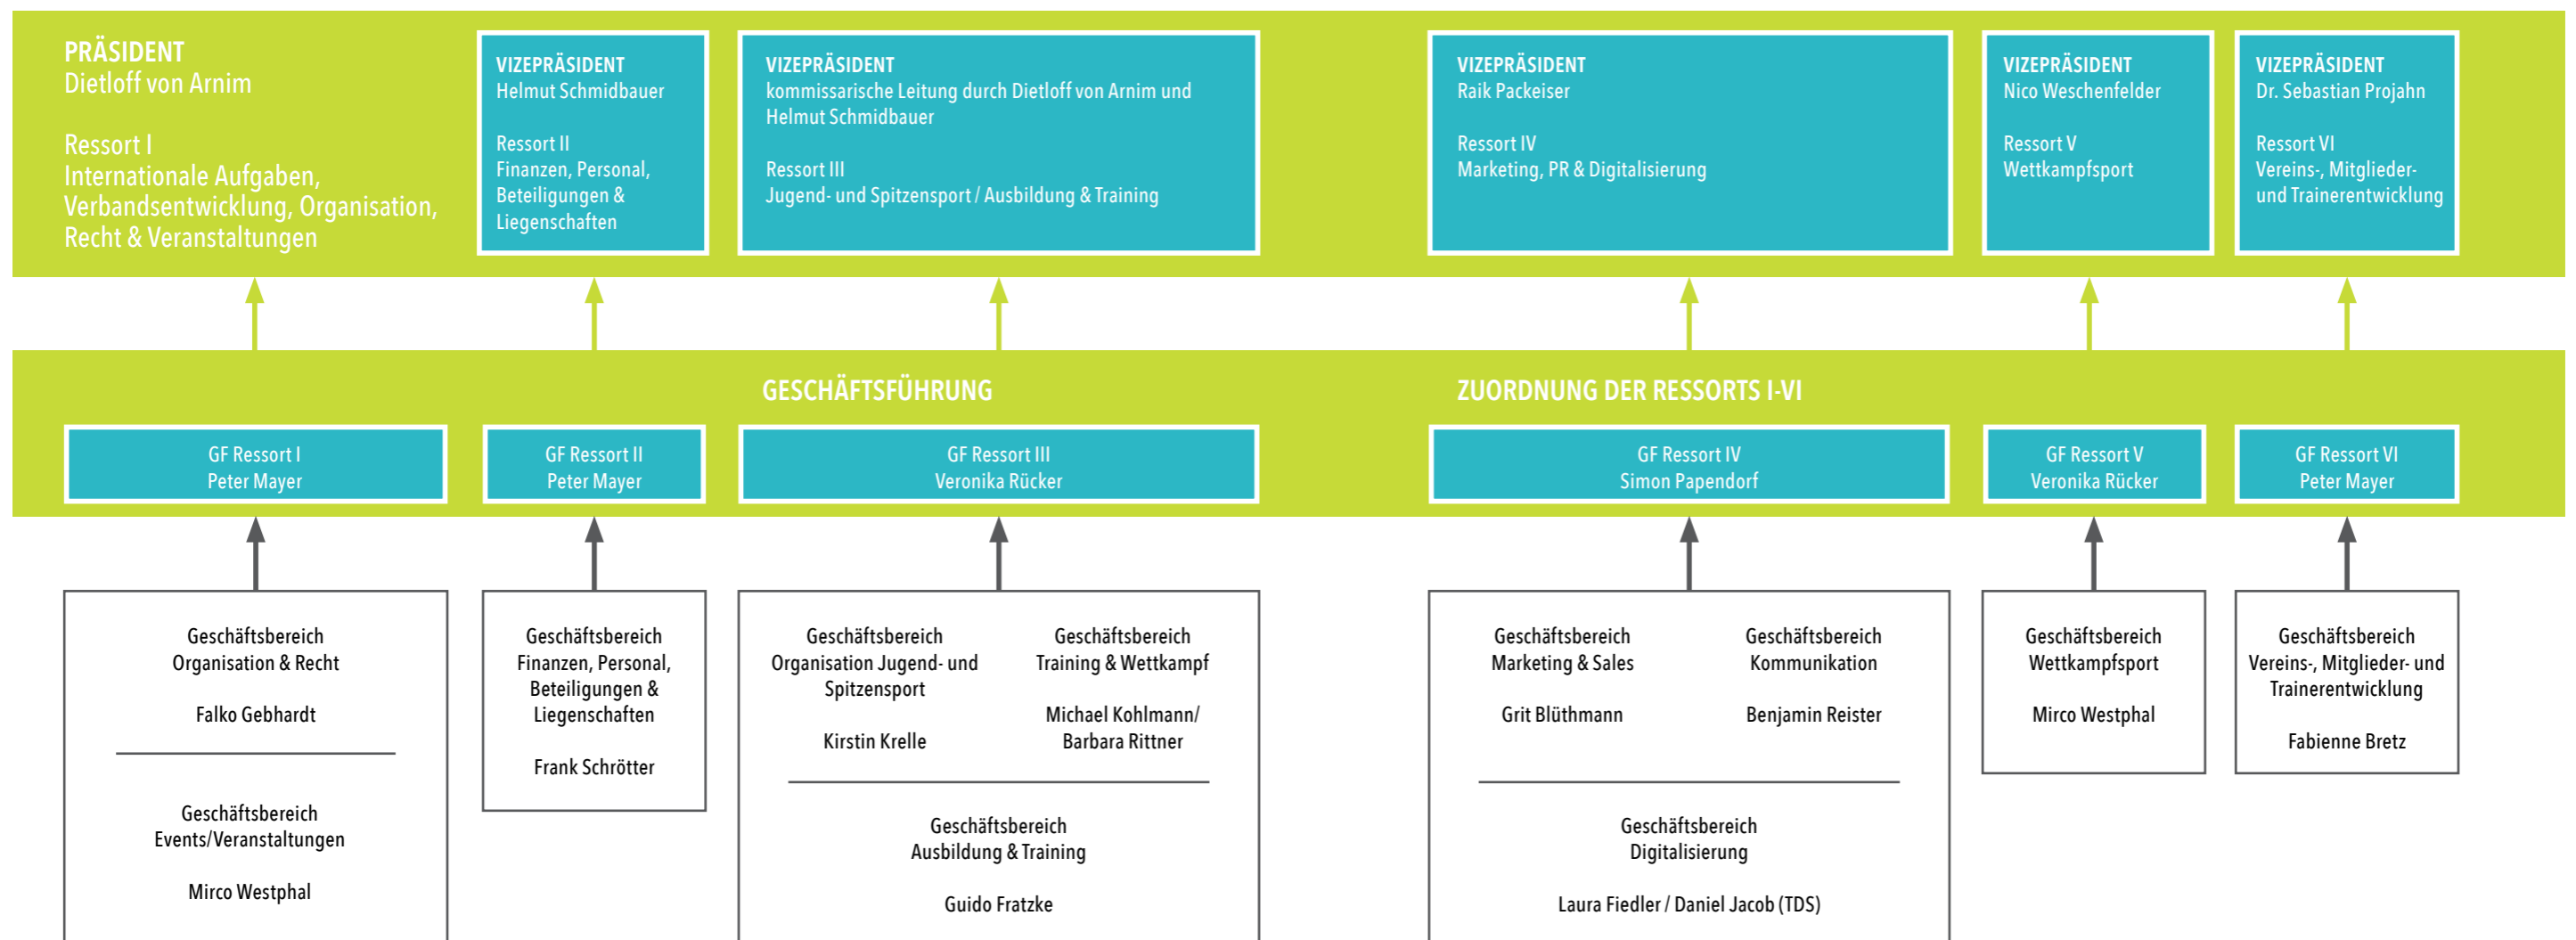 PRÄSIDENT
Dietloff von Arnim
Ressort I
Internationale Aufgaben,
Verbandsentwicklung, Organisation,
Recht & Veranstaltungen
VIZEPRÄSIDENT
Helmut Schmidbauer
Ressort II
Finanzen, Personal,
Beteiligungen &
Liegenschaften
VIZEPRÄSIDENT
kommissarische Leitung durch Dietloff von Arnim und
Helmut Schmidbauer
Ressort III
Jugend- und Spitzensport / Ausbildung & Training
VIZEPRÄSIDENT
Raik Packeiser
Ressort IV
Marketing, PR & Digitalisierung
VIZEPRÄSIDENT
Nico Weschenfelder
Ressort V
Wettkampfsport
VIZEPRÄSIDENT
Dr. Sebastian Projahn
Ressort VI
Vereins-, Mitglieder-
und Trainerentwicklung
GESCHÄFTSFÜHRUNG
ZUORDNUNG DER RESSORTS I-VI
GF Ressort I
Peter Mayer
GF Ressort II
Peter Mayer
GF Ressort III
Veronika Rücker
GF Ressort IV
Simon Papendorf
GF Ressort V
Veronika Rücker
GF Ressort VI
Peter Mayer
Geschäftsbereich
Organisation & Recht
Falko Gebhardt
Geschäftsbereich
Events/Veranstaltungen
Mirco Westphal
Geschäftsbereich
Finanzen, Personal,
Beteiligungen &
Liegenschaften
Frank Schrötter
Geschäftsbereich
Organisation Jugend- und
Spitzensport
Kirstin Krelle
Geschäftsbereich
Training & Wettkampf
Michael Kohlmann/
Barbara Rittner
Geschäftsbereich
Ausbildung & Training
Guido Fratzke
Geschäftsbereich
Marketing & Sales
Grit Blüthmann
Geschäftsbereich
Kommunikation
Benjamin Reister
Geschäftsbereich
Digitalisierung
Laura Fiedler / Daniel Jacob (TDS)
Geschäftsbereich
Wettkampfsport
Mirco Westphal
Geschäftsbereich
Vereins-, Mitglieder- und
Trainerentwicklung
Fabienne Bretz